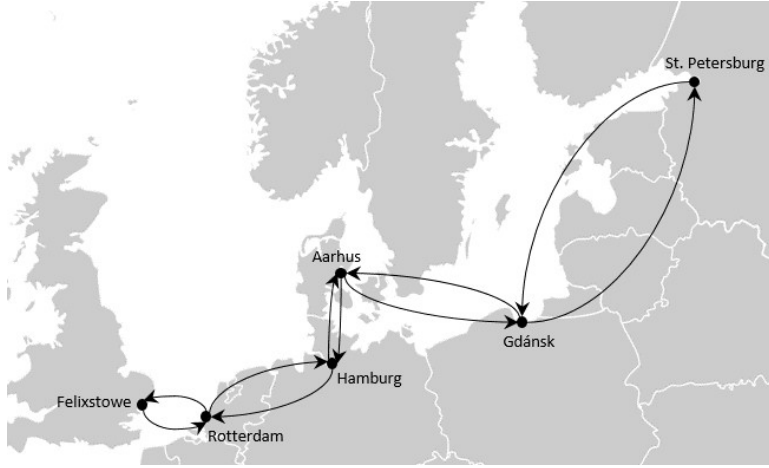 St. Petersburg
Aarhus
Gdánsk
Hamburg
Felixstowe
Rotterdam